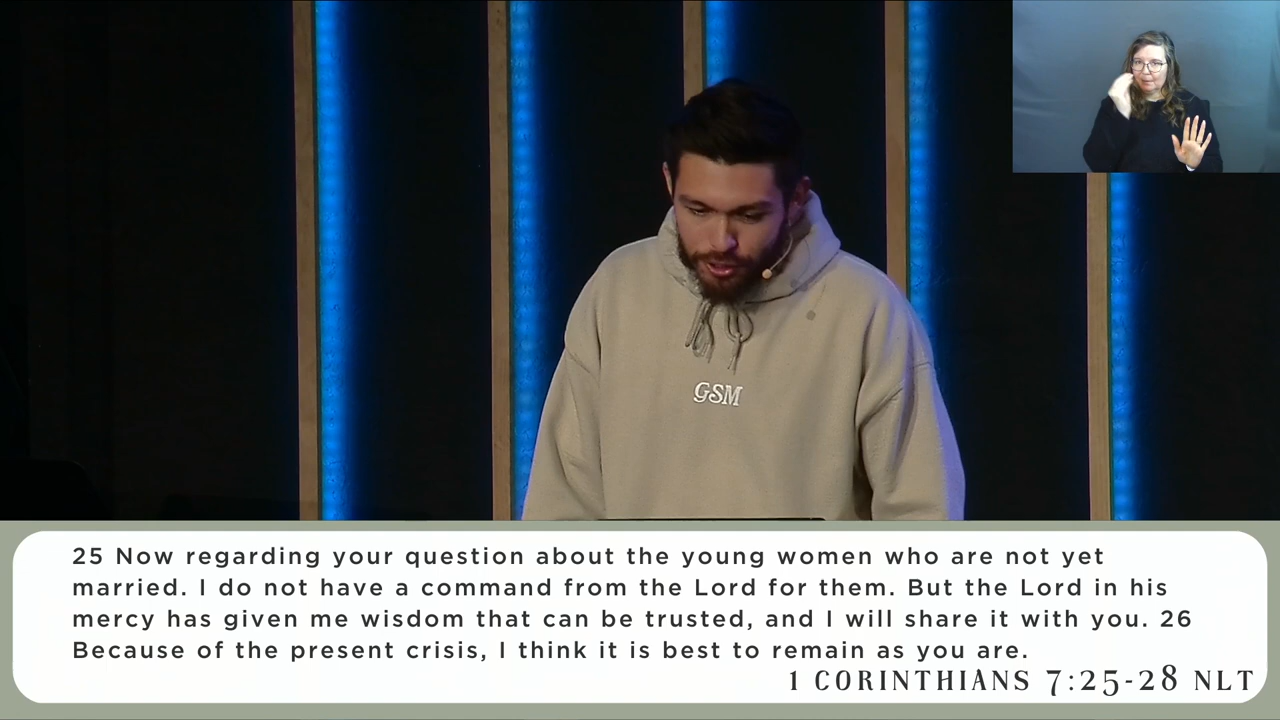 GSM
25 Now regarding your question about the young women who are not yet
married. I do not have a command from the Lord for them. But the Lord in his
mercy has given me wisdom that can be trusted, and I will share it with you. 26
Because of the present crisis, I think it is best to remain as you are.
1 CORINTHIANS 7:25-28 NLT